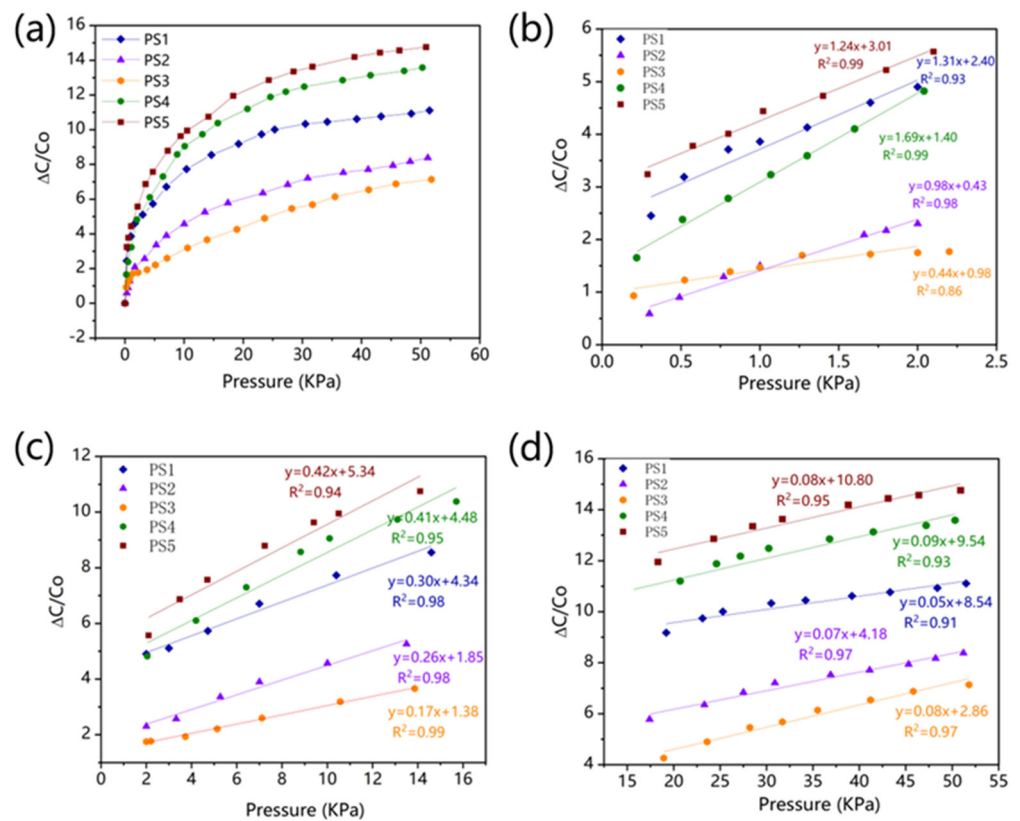 (a)
16
14
12
10
8
6
4
2
0
-2
ΔC/Co
PS1
PS2
PS3
PS4
PS5
0
10
20
30
40
50
60
Pressure (KPa)
(b)
6
5
4
3
2
1
0
ΔC/Co
PS1
PS2
PS3
PS4
PS5
y=1.24x+3.01
R²=0.99
y=1.31x+2.40
R²=0.93
y=1.69x+1.40
R²=0.99
y=0.98x+0.43
R²=0.98
y=0.44x+0.98
R²=0.86
0.0
0.5
1.0
1.5
2.0
2.5
Pressure (KPa)
(c)
12
10
8
6
4
2
ΔC/Co
PS1
PS2
PS3
PS4
PS5
y=0.42x+5.34
R²=0.94
y=0.41x+4.48
R²=0.95
y=0.30x+4.34
R²=0.98
y=0.26x+1.85
R²=0.98
y=0.17x+1.38
R²=0.99
0
2
4
6
8
10
12
14
16
Pressure (KPa)
(d)
16
14
12
10
8
6
4
ΔC/Co
PS1
PS2
PS3
PS4
PS5
y=0.08x+10.80
R²=0.95
y=0.09x+9.54
R²=0.93
y=0.05x+8.54
R²=0.91
y=0.07x+4.18
R²=0.97
y=0.08x+2.86
R²=0.97
15
20
25
30
35
40
45
50
55
Pressure (KPa)